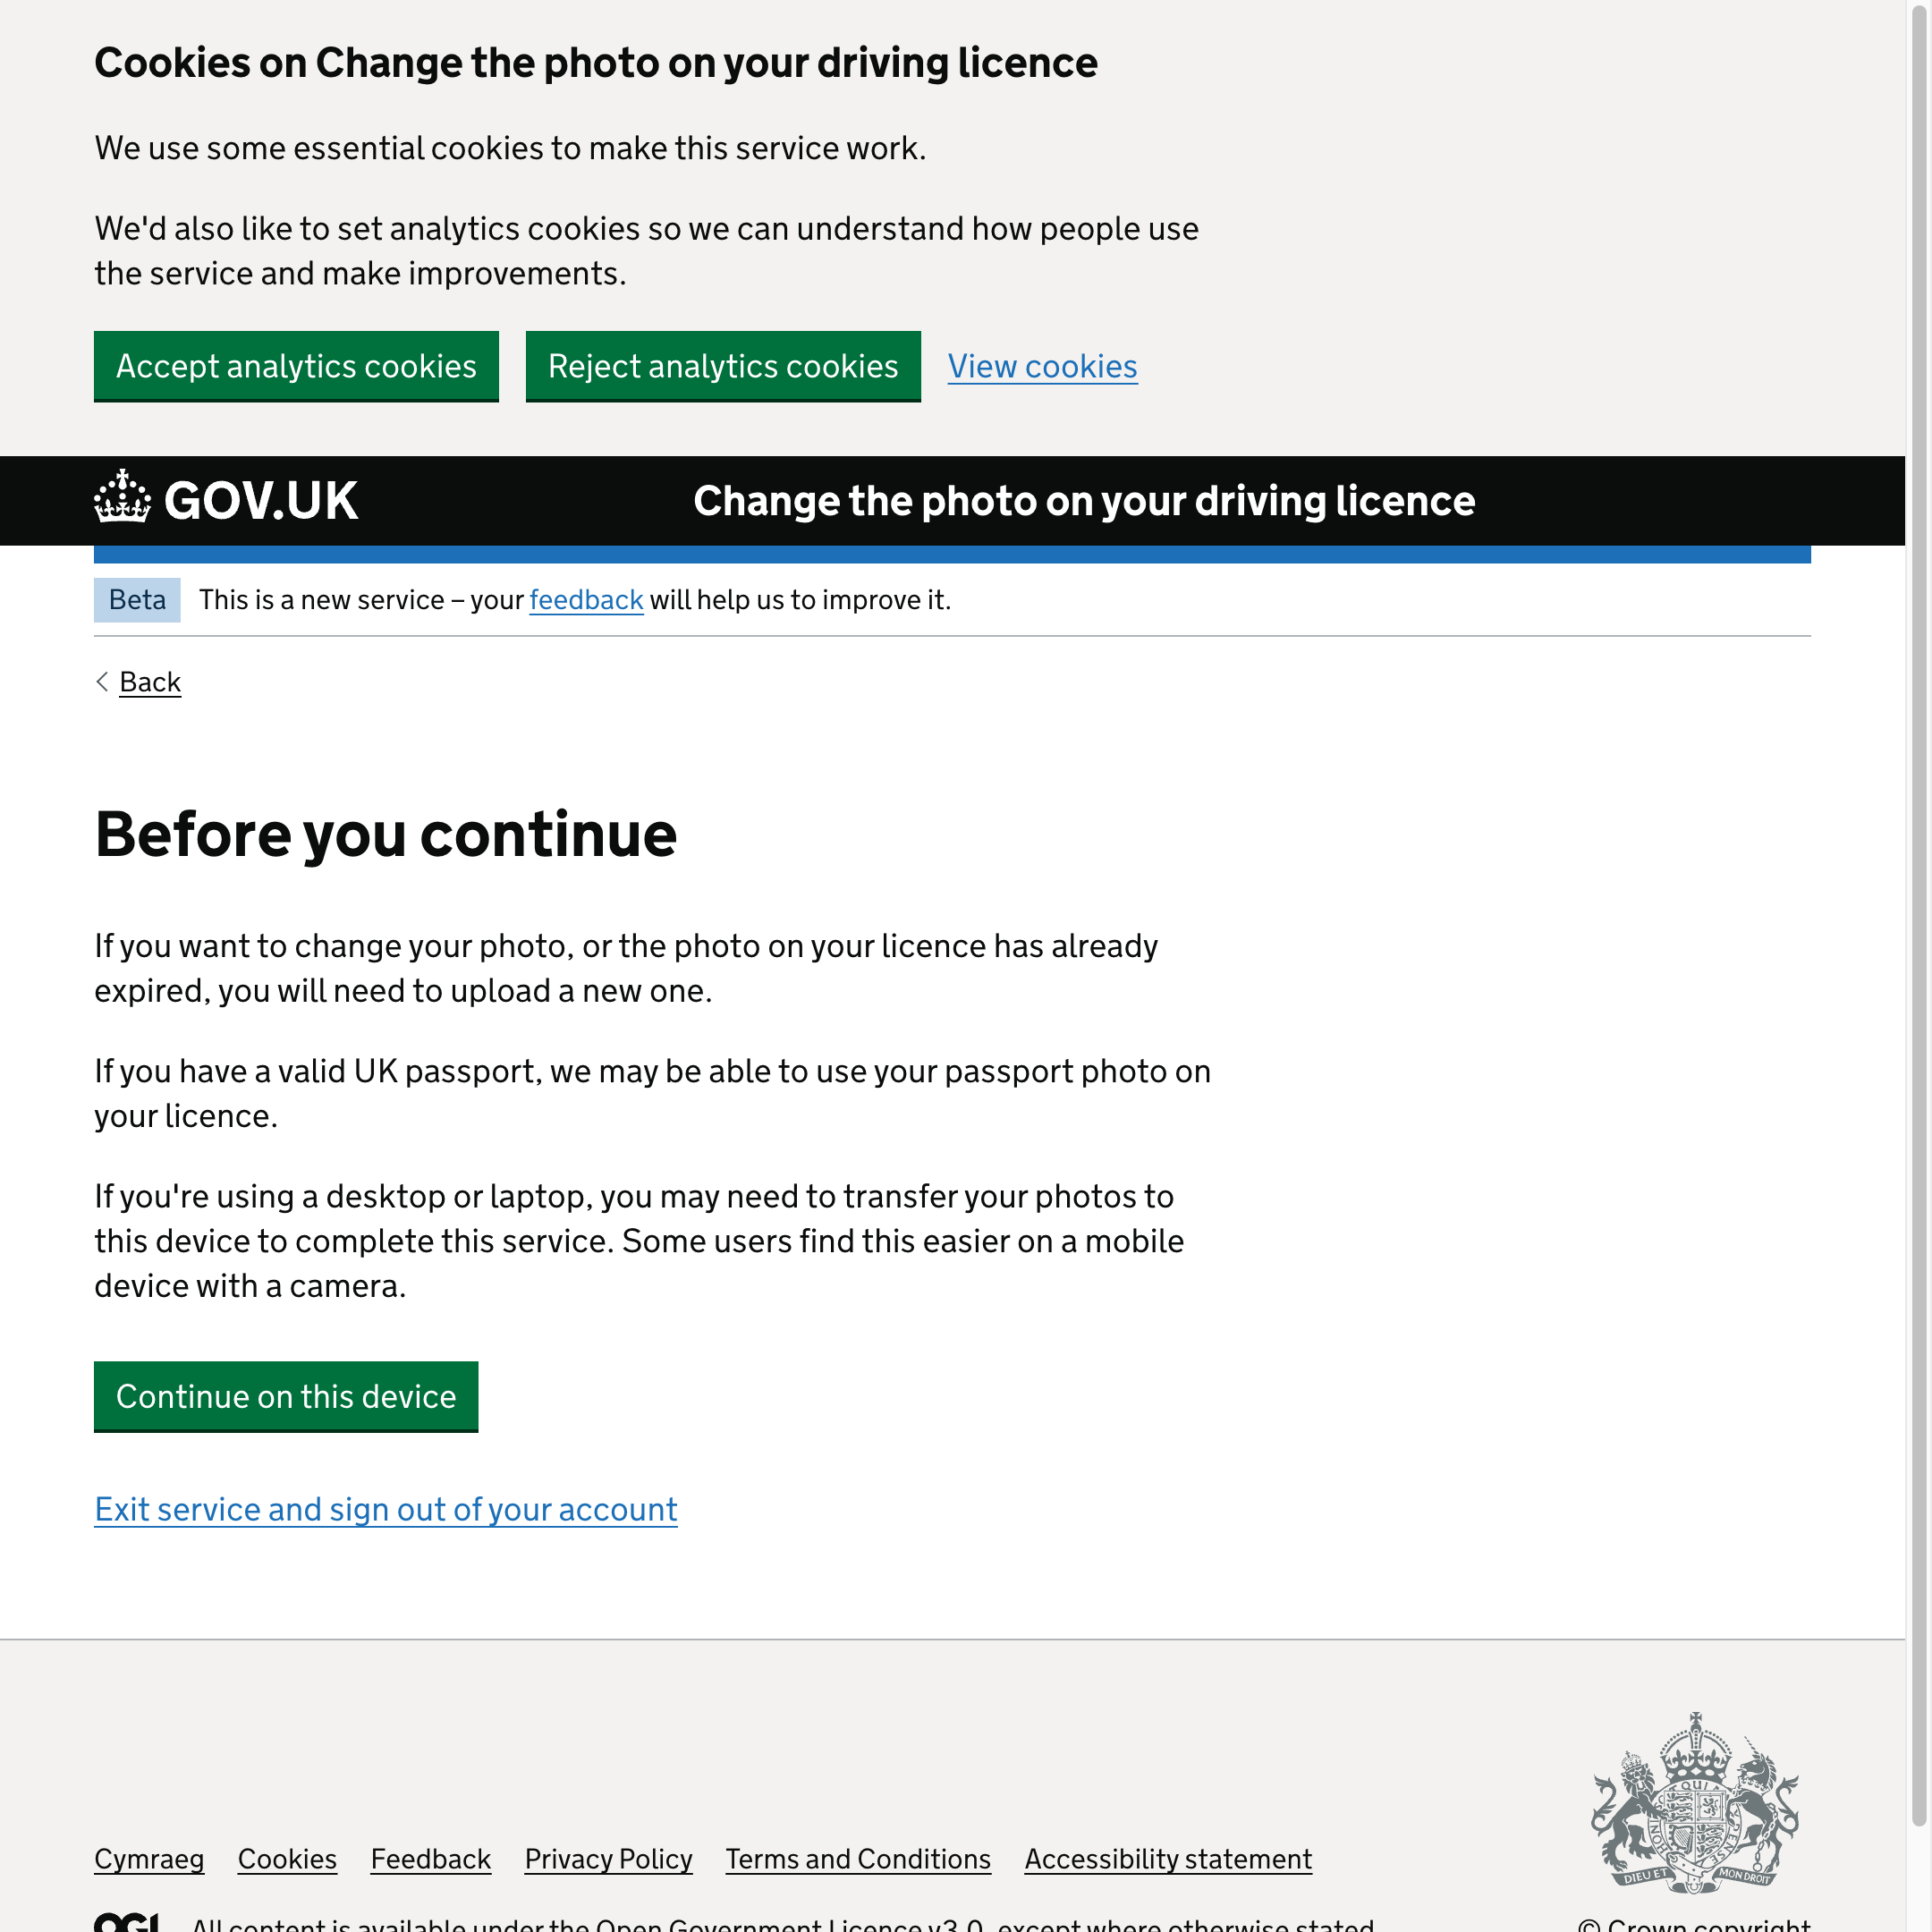 Cookies on Change the photo on your driving licence
We use some essential cookies to make this service work.
We'd also like to set analytics cookies so we can understand how people use
the service and make improvements.
Accept analytics cookies
Reject analytics cookies
View cookies
GOV.UK
Change the photo on your driving licence
Beta
This is a new service – your feedback will help us to improve it.
Back
Before you continue
If you want to change your photo, or the photo on your licence has already
expired, you will need to upload a new one.
If you have a valid UK passport, we may be able to use your passport photo on
your licence.
If you're using a desktop or laptop, you may need to transfer your photos to
this device to complete this service. Some users find this easier on a mobile
device with a camera.
Continue on this device
Exit service and sign out of your account
DIEU ET MON DROIT
Cymraeg
Cookies
Feedback
Privacy Policy
Terms and Conditions
Accessibility statement
OGL
All content is available under the Open Government Licence v3.0, except where otherwise stated
© Crown copyright